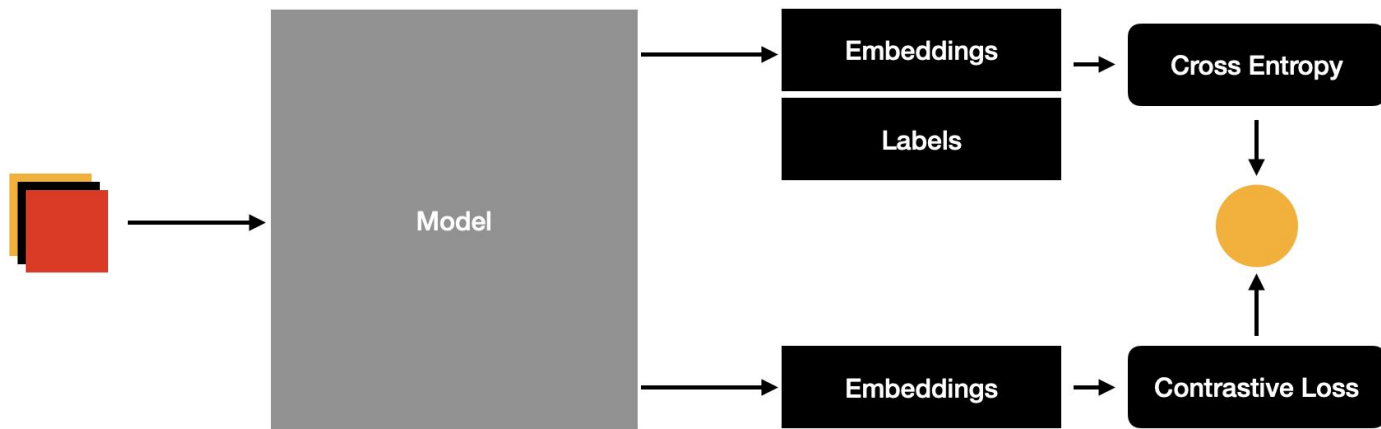 Embeddings
Cross Entropy
Labels
Model
Embeddings
Contrastive Loss